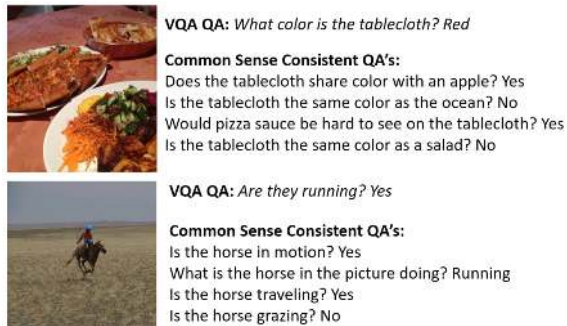 VQA QA: What color is the tablecloth? Red
Common Sense Consistent QA's:
Does the tablecloth share color with an apple? Yes
Is the tablecloth the same color as the ocean? No
Would pizza sauce be hard to see on the tablecloth? Yes
Is the tablecloth the same color as a salad? No
VQA QA: Are they running? Yes
Common Sense Consistent QA's:
Is the horse in motion? Yes
What is the horse in the picture doing? Running
Is the horse traveling? Yes
Is the horse grazing? No